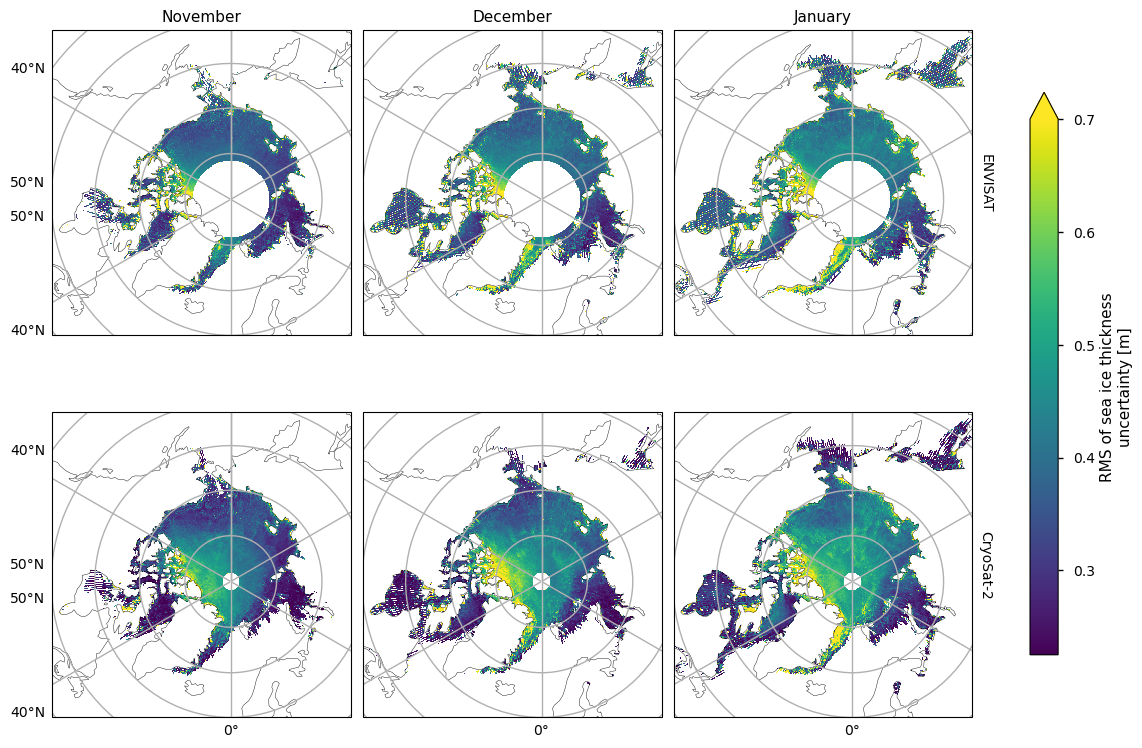 November
December
January
40°N
50°N
50°N
40°N
ENVISAT
40°N
50°N
50°N
40°N
CryoSat-2
0°
0°
0°
0.7
0.6
0.5
0.4
0.3
RMS of sea ice thickness
uncertainty [m]